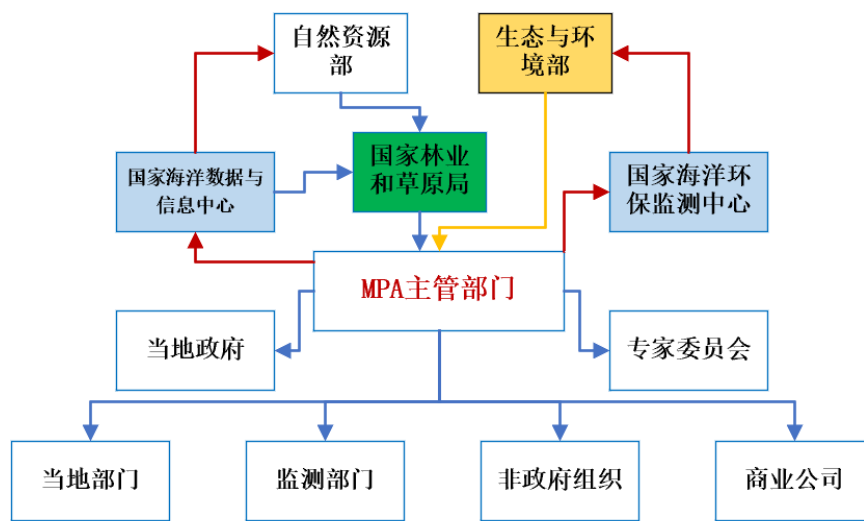 自然资源
部
生态与环
境部
国家海洋数据与
信息中心
国家林业
和草原局
国家海洋环
保监测中心
MPA主管部门
当地政府
专家委员会
当地部门
监测部门
非政府组织
商业公司